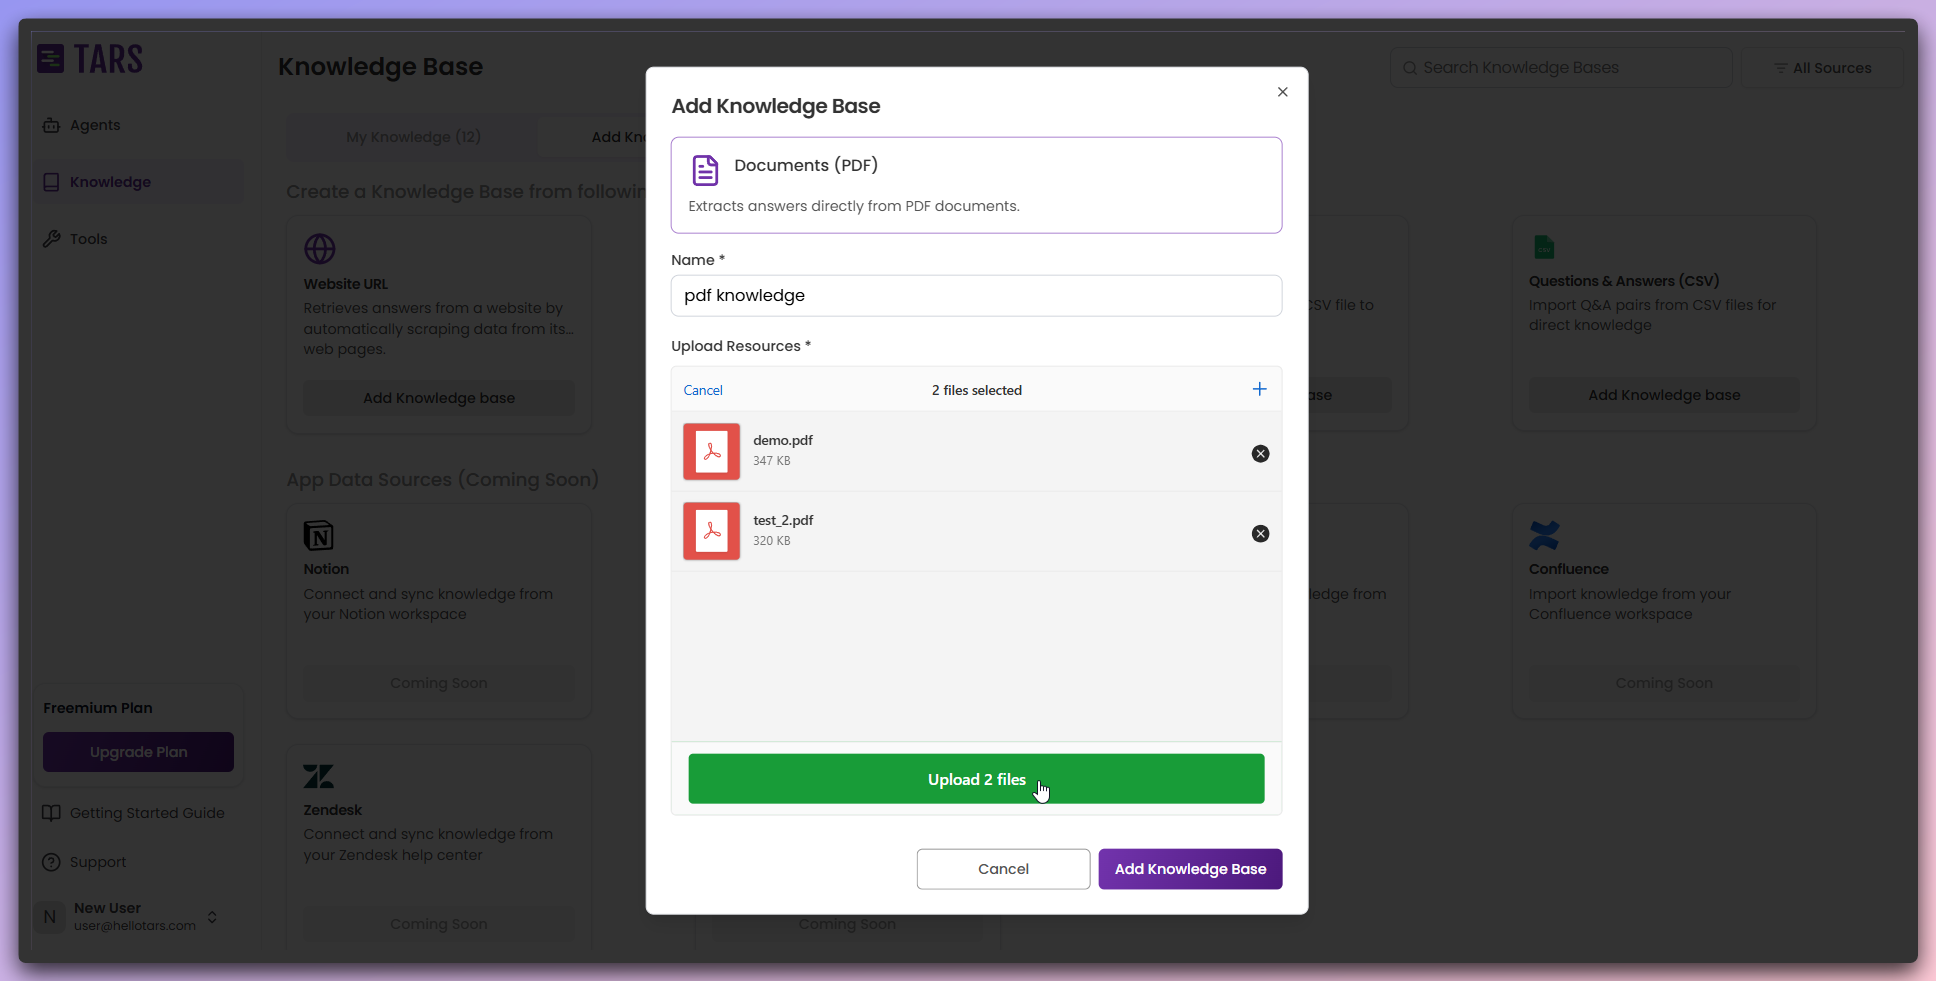 TARS
Agents
Knowledge
Tools
Freemium Plan
Upgrade Plan
Getting Started Guide
Support
N
New User
user@hellotars.com
Knowledge Base
Search Knowledge Bases
All Sources
My Knowledge (12)
Add Kn
Create a Knowledge Base from followin
Website URL
Retrieves answers from a website by
automatically scraping data from its...
web pages.
Add Knowledge base
CSV file to
ase
CSV
Questions & Answers (CSV)
Import Q&A pairs from CSV files for
direct knowledge
Add Knowledge base
App Data Sources (Coming Soon)
Notion
Connect and sync knowledge from
your Notion workspace
Coming Soon
ledge from
Confluence
Import knowledge from your
Confluence workspace
Coming Soon
Zendesk
Connect and sync knowledge from
your Zendesk help center
Coming Soon
Coming Soon
Add Knowledge Base
Documents (PDF)
Extracts answers directly from PDF documents.
Name *
pdf knowledge
Upload Resources *
Cancel
2 files selected
demo.pdf
347 KB
test_2.pdf
320 KB
Upload 2 files
Cancel
Add Knowledge Base